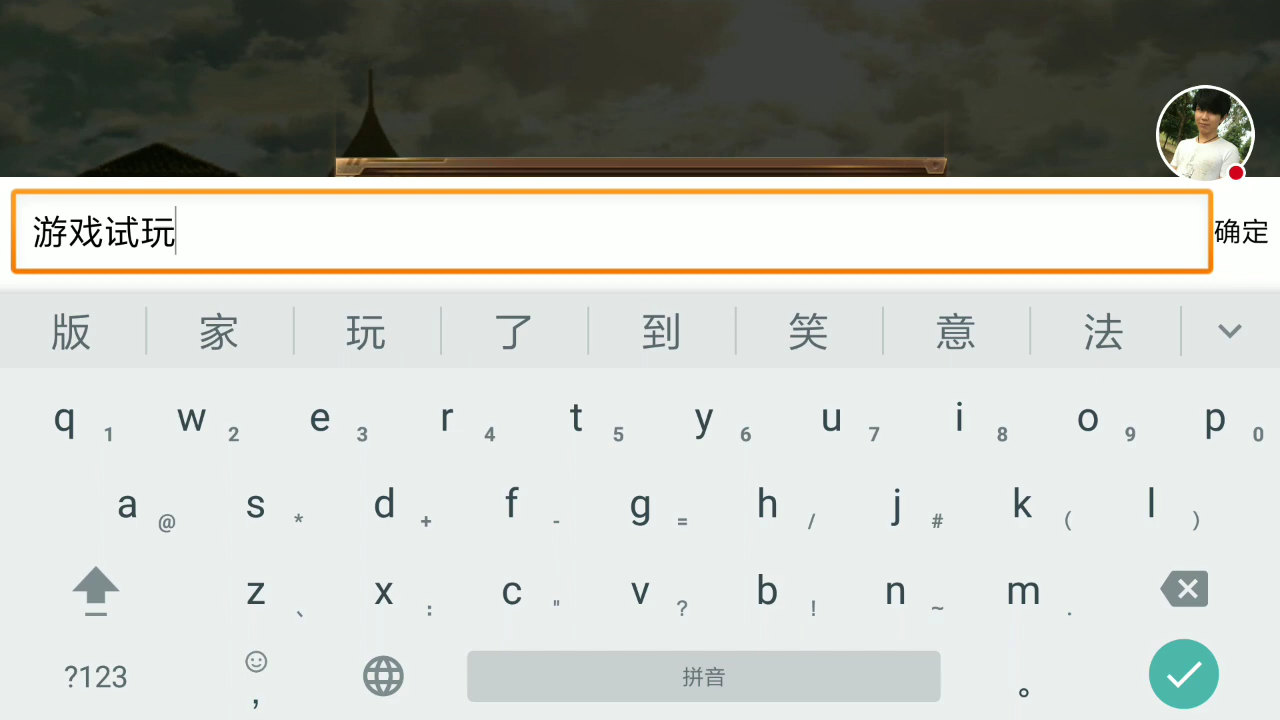 游戏试玩
确定
版 家 玩 了 到 笑 意 法
q 1 w 2 e 3 r 4 t 5 y 6 u 7 i 8 o 9 p 0
a @ s * d + f - g = h / j # k ( l )
z 、 x : c " v ? b ! n ~ m .
?123 , 拼音 。